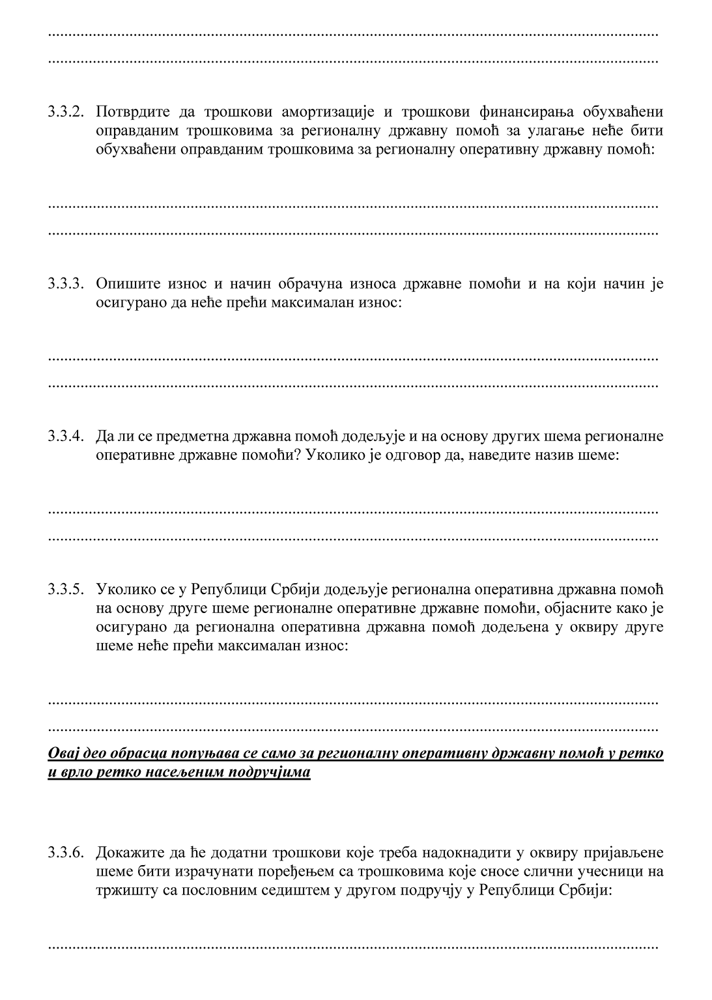 ................................................................................................................................................
................................................................................................................................................
3.3.2. Потврдите да трошкови амортизације и трошкови финансирања обухваћени
оправданим трошковима за регионалну државну помоћ за улагање неће бити
обухваћени оправданим трошковима за регионалну оперативну државну помоћ:
................................................................................................................................................
................................................................................................................................................
3.3.3. Опишите износ и начин обрачуна износа државне помоћи и на који начин је
осигурано да неће прећи максималан износ:
................................................................................................................................................
................................................................................................................................................
3.3.4. Да ли се предметна државна помоћ додељује и на основу других шема регионалне
оперативне државне помоћи? Уколико је одговор да, наведите назив шеме:
................................................................................................................................................
................................................................................................................................................
3.3.5. Уколико се у Републици Србији додељује регионална оперативна државна помоћ
на основу друге шеме регионалне оперативне државне помоћи, објасните како је
осигурано да регионална оперативна државна помоћ додељена у оквиру друге
шеме неће прећи максималан износ:
................................................................................................................................................
................................................................................................................................................
Овај део обрасца попуњава се само за регионалну оперативну државну помоћ у ретко
и врло ретко насељеним подручјима
3.3.6. Докажите да ће додатни трошкови које треба надокнадити у оквиру пријављене
шеме бити израчунати поређењем са трошковима које сносе слични учесници на
тржишту са пословним седиштем у другом подручју у Републици Србији:
................................................................................................................................................